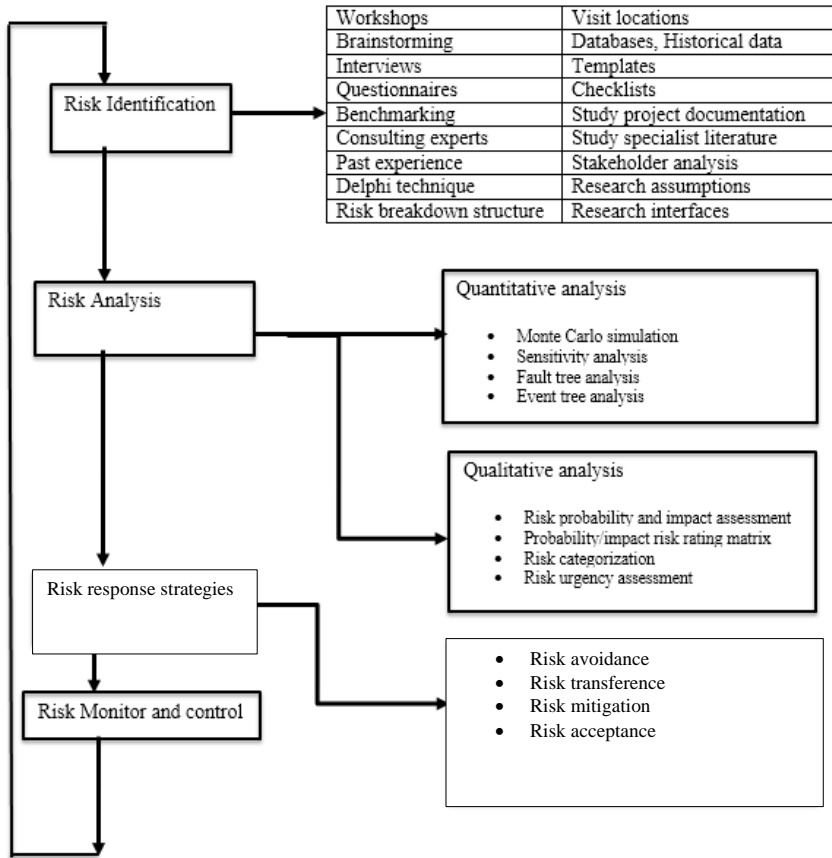 Workshops Visit locations
Brainstorming Databases, Historical data
Interviews Templates
Questionnaires Checklists
Benchmarking Study project documentation
Consulting experts Study specialist literature
Past experience Stakeholder analysis
Delphi technique Research assumptions
Risk breakdown structure Research interfaces
Risk Identification
Risk Analysis
Quantitative analysis
• Monte Carlo simulation
• Sensitivity analysis
• Fault tree analysis
• Event tree analysis
Qualitative analysis
• Risk probability and impact assessment
• Probability/impact risk rating matrix
• Risk categorization
• Risk urgency assessment
Risk response strategies
• Risk avoidance
• Risk transference
• Risk mitigation
• Risk acceptance
Risk Monitor and control